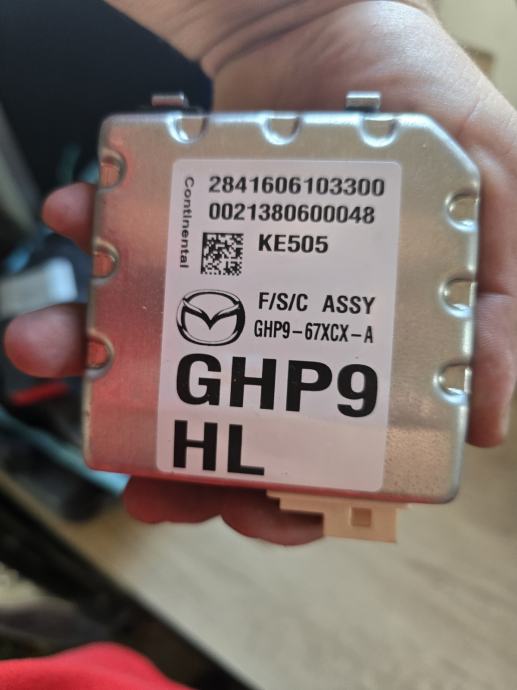 Continental
2841606103300
0021380600048
KE505
F/S/C ASSY
GHP9-67XCX-A
GHP9
HL